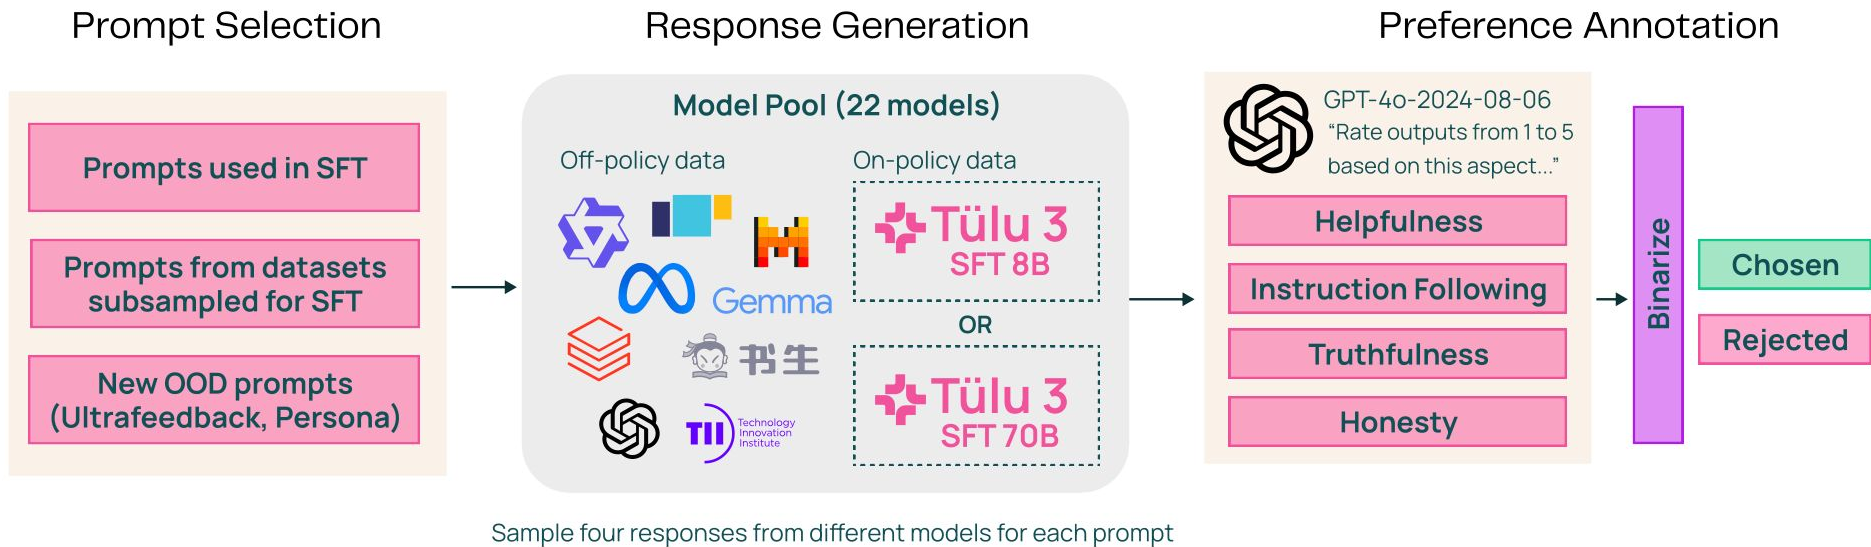 Prompt Selection
Prompts used in SFT
Prompts from datasets
subsampled for SFT
New OOD prompts
(Ultrafeedback, Persona)
Response Generation
Model Pool (22 models)
Off-policy data
Gemma
书生
TII
Technology
Innovation
Institute
On-policy data
Tülu 3
SFT 8B
OR
Tülu 3
SFT 70B
Sample four responses from different models for each prompt
Preference Annotation
GPT-4o-2024-08-06
“Rate outputs from 1 to 5
based on this aspect...”
Helpfulness
Instruction Following
Truthfulness
Honesty
Binarize
Chosen
Rejected